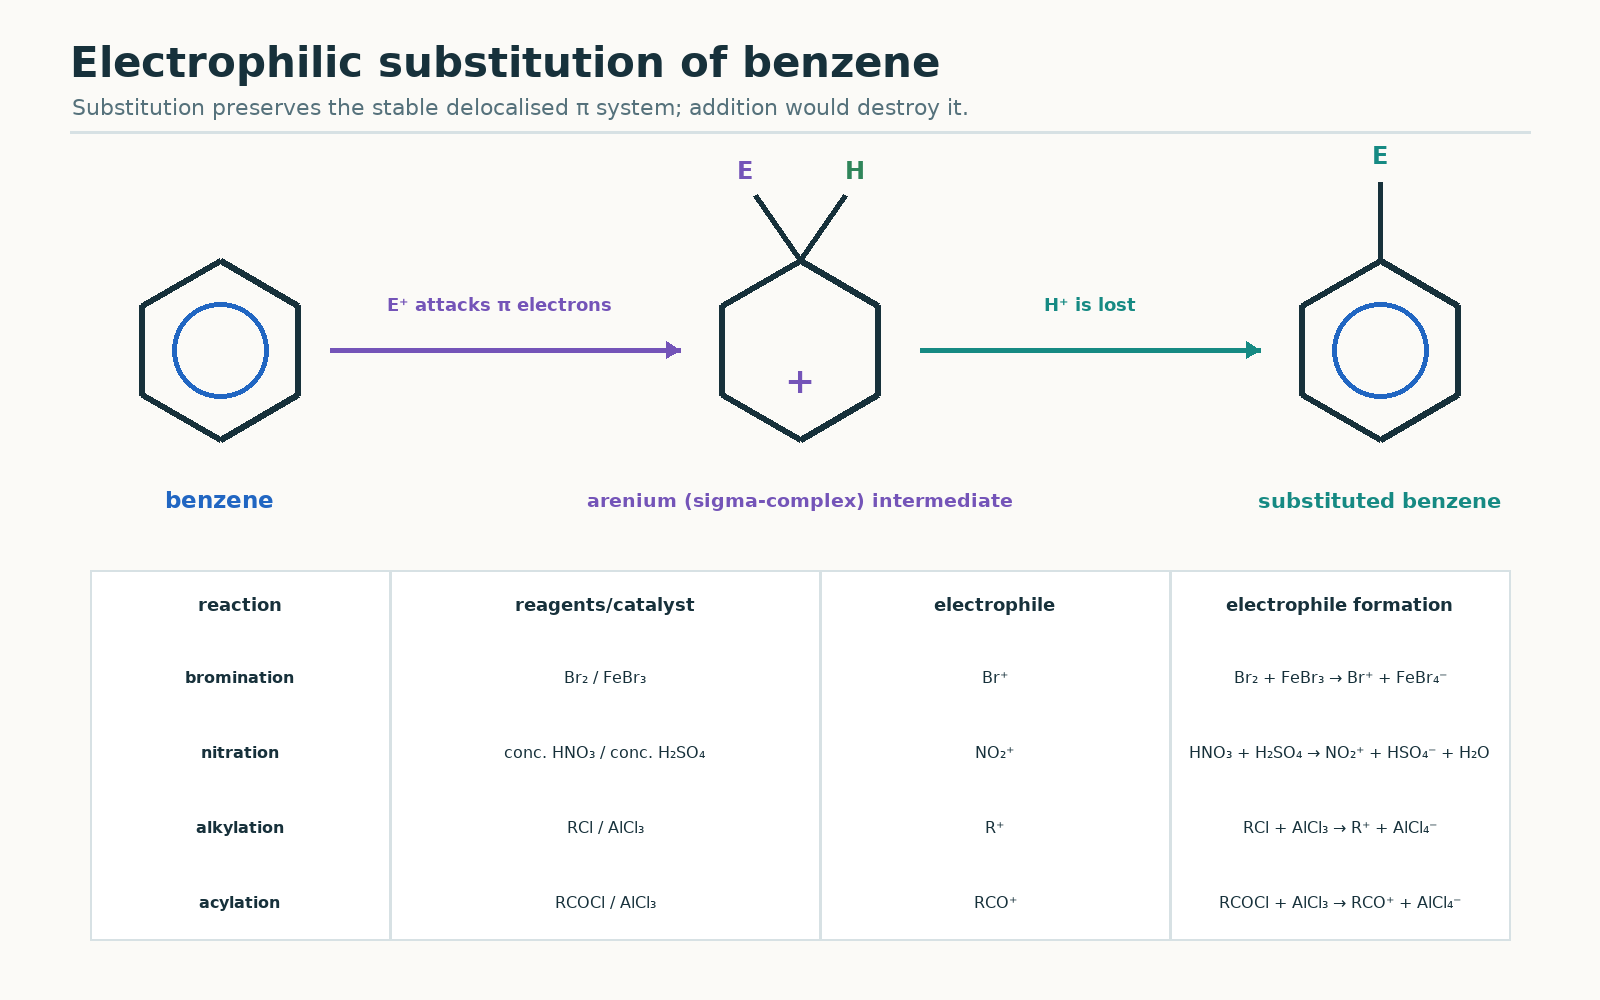 Electrophilic substitution of benzene
Substitution preserves the stable delocalised π system; addition would destroy it.
E H
E
E⁺ attacks π electrons
H⁺ is lost
+
benzene
arenium (sigma-complex) intermediate
substituted benzene
reaction reagents/catalyst electrophile electrophile formation
bromination Br₂ / FeBr₃ Br⁺ Br₂ + FeBr₃ → Br⁺ + FeBr₄⁻
nitration conc. HNO₃ / conc. H₂SO₄ NO₂⁺ HNO₃ + H₂SO₄ → NO₂⁺ + HSO₄⁻ + H₂O
alkylation RCl / AlCl₃ R⁺ RCl + AlCl₃ → R⁺ + AlCl₄⁻
acylation RCOCl / AlCl₃ RCO⁺ RCOCl + AlCl₃ → RCO⁺ + AlCl₄⁻